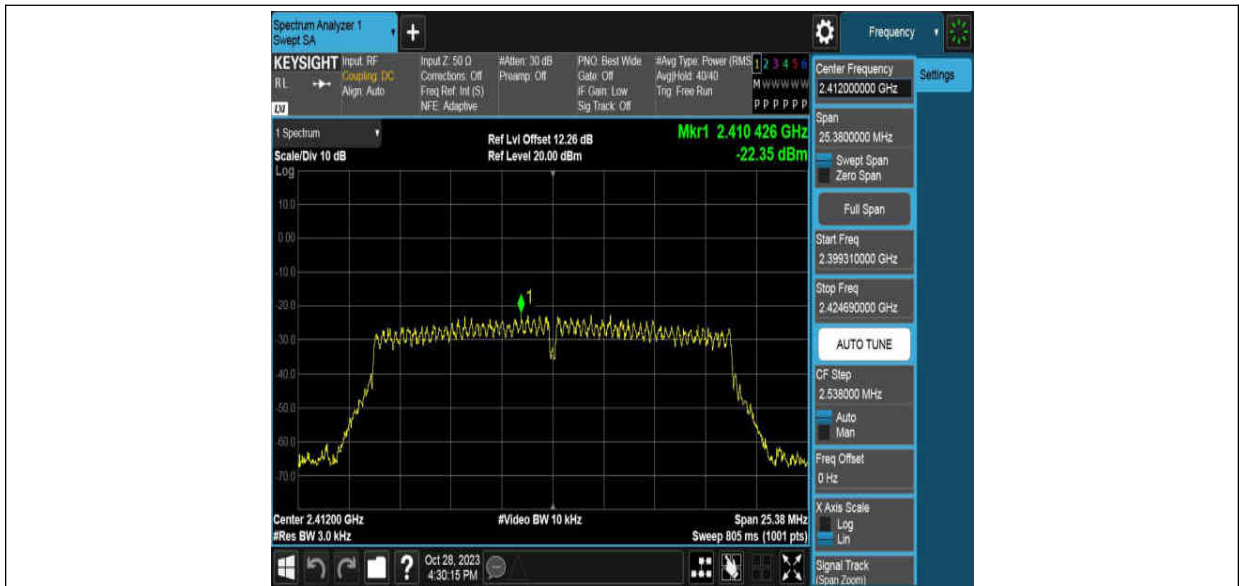 Spectrum Analyzer 1
Swept SA
+
Frequency
KEYSIGHT
RL
LXI
Input: RF
Coupling: DC
Align: Auto
Input Z: 50 Ω
Corrections: Off
Freq Ref: Int (S)
NFE: Adaptive
#Atten: 30 dB
Preamp: Off
PNO: Best Wide
Gate: Off
IF Gain: Low
Sig Track: Off
#Avg Type: Power (RMS
Avg|Hold: 40/40
Trig: Free Run
1 2 3 4 5 6
M W W W W W
P P P P P P
1 Spectrum
Scale/Div 10 dB
Log
Ref Lvl Offset 12.26 dB
Ref Level 20.00 dBm
Mkr1 2.410 426 GHz
-22.35 dBm
10.0
0.00
-10.0
-20.0
-30.0
-40.0
-50.0
-60.0
-70.0
1
Center 2.41200 GHz
#Res BW 3.0 kHz
#Video BW 10 kHz
Span 25.38 MHz
Sweep 805 ms (1001 pts)
Center Frequency
2.412000000 GHz
Settings
Span
25.3800000 MHz
Swept Span
Zero Span
Full Span
Start Freq
2.399310000 GHz
Stop Freq
2.424690000 GHz
AUTO TUNE
CF Step
2.538000 MHz
Auto
Man
Freq Offset
0 Hz
X Axis Scale
Log
Lin
Signal Track
(Span Zoom)
?
Oct 28, 2023
4:30:15 PM